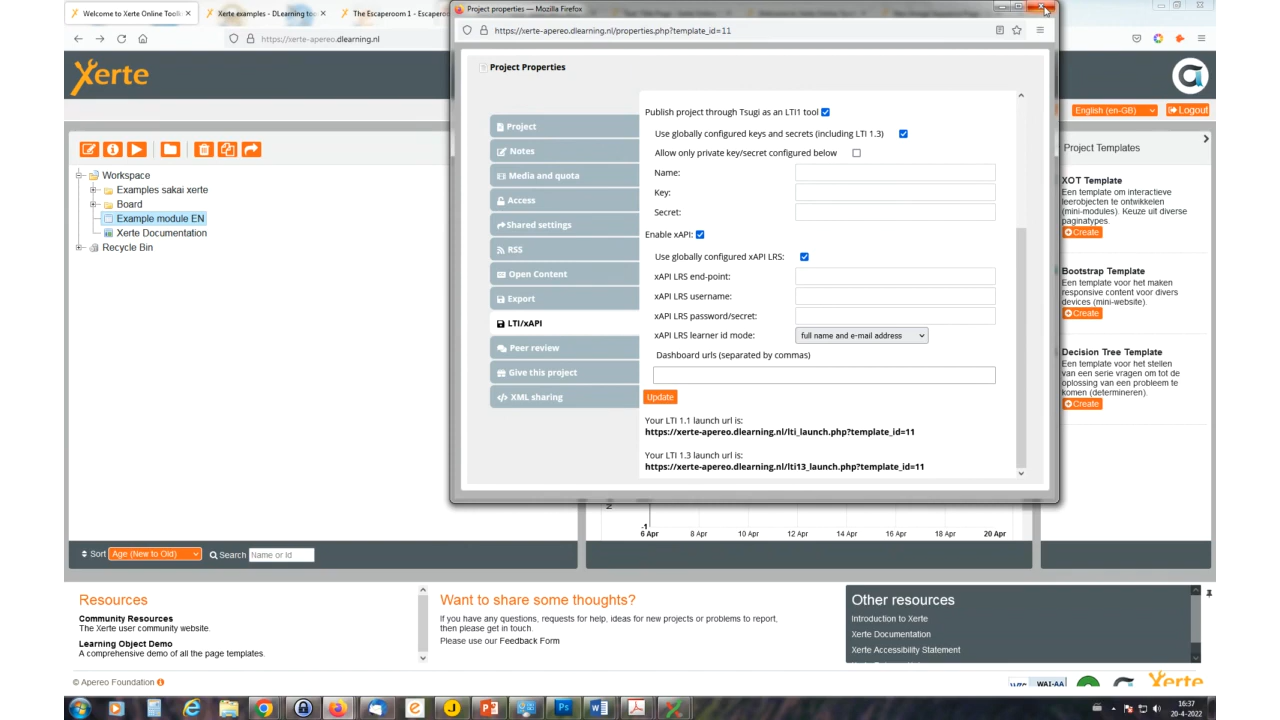 Welcome to Xerte Online Toolk
Xerte examples - DLearning to
The Escaperoom 1 - Escapero
https://xerte-apereo.dlearning.nl
Project properties — Mozilla Firefox
https://xerte-apereo.dlearning.nl/properties.php?template_id=11
Xerte
English (en-GB)
Logout
Workspace
Examples sakai xerte
Board
Example module EN
Xerte Documentation
Recycle Bin
Project Properties
Project
Notes
Media and quota
Access
Shared settings
RSS
Open Content
Export
LTI/xAPI
Peer review
Give this project
XML sharing
Publish project through Tsugi as an LTI1 tool
Use globally configured keys and secrets (including LTI 1.3)
Allow only private key/secret configured below
Name:
Key:
Secret:
Enable xAPI:
Use globally configured xAPI LRS:
xAPI LRS end-point:
xAPI LRS username:
xAPI LRS password/secret:
xAPI LRS learner id mode: full name and e-mail address
Dashboard urls (separated by commas)
Update
Your LTI 1.1 launch url is:
https://xerte-apereo.dlearning.nl/lti_launch.php?template_id=11
Your LTI 1.3 launch url is:
https://xerte-apereo.dlearning.nl/lti13_launch.php?template_id=11
Project Templates
XOT Template
Een template om interactieve
leerobjecten te ontwikkelen
(mini-modules). Keuze uit diverse
paginatypes.
Create
Bootstrap Template
Een template voor het maken
responsive content voor divers
devices (mini-website).
Create
Decision Tree Template
Een template voor het stellen
van een serie vragen om tot de
oplossing van een probleem te
komen (determineren).
Create
-1
6 Apr 8 Apr 10 Apr 12 Apr 14 Apr 16 Apr 18 Apr 20 Apr
Sort Age (New to Old) Search Name or Id
Resources
Community Resources
The Xerte user community website.
Learning Object Demo
A comprehensive demo of all the page templates.
Want to share some thoughts?
If you have any questions, requests for help, ideas for new projects or problems to report,
then please get in touch.
Please use our Feedback Form
Other resources
Introduction to Xerte
Xerte Documentation
Xerte Accessibility Statement
© Apereo Foundation
WAI-AA
Xerte
16:37
20-4-2022